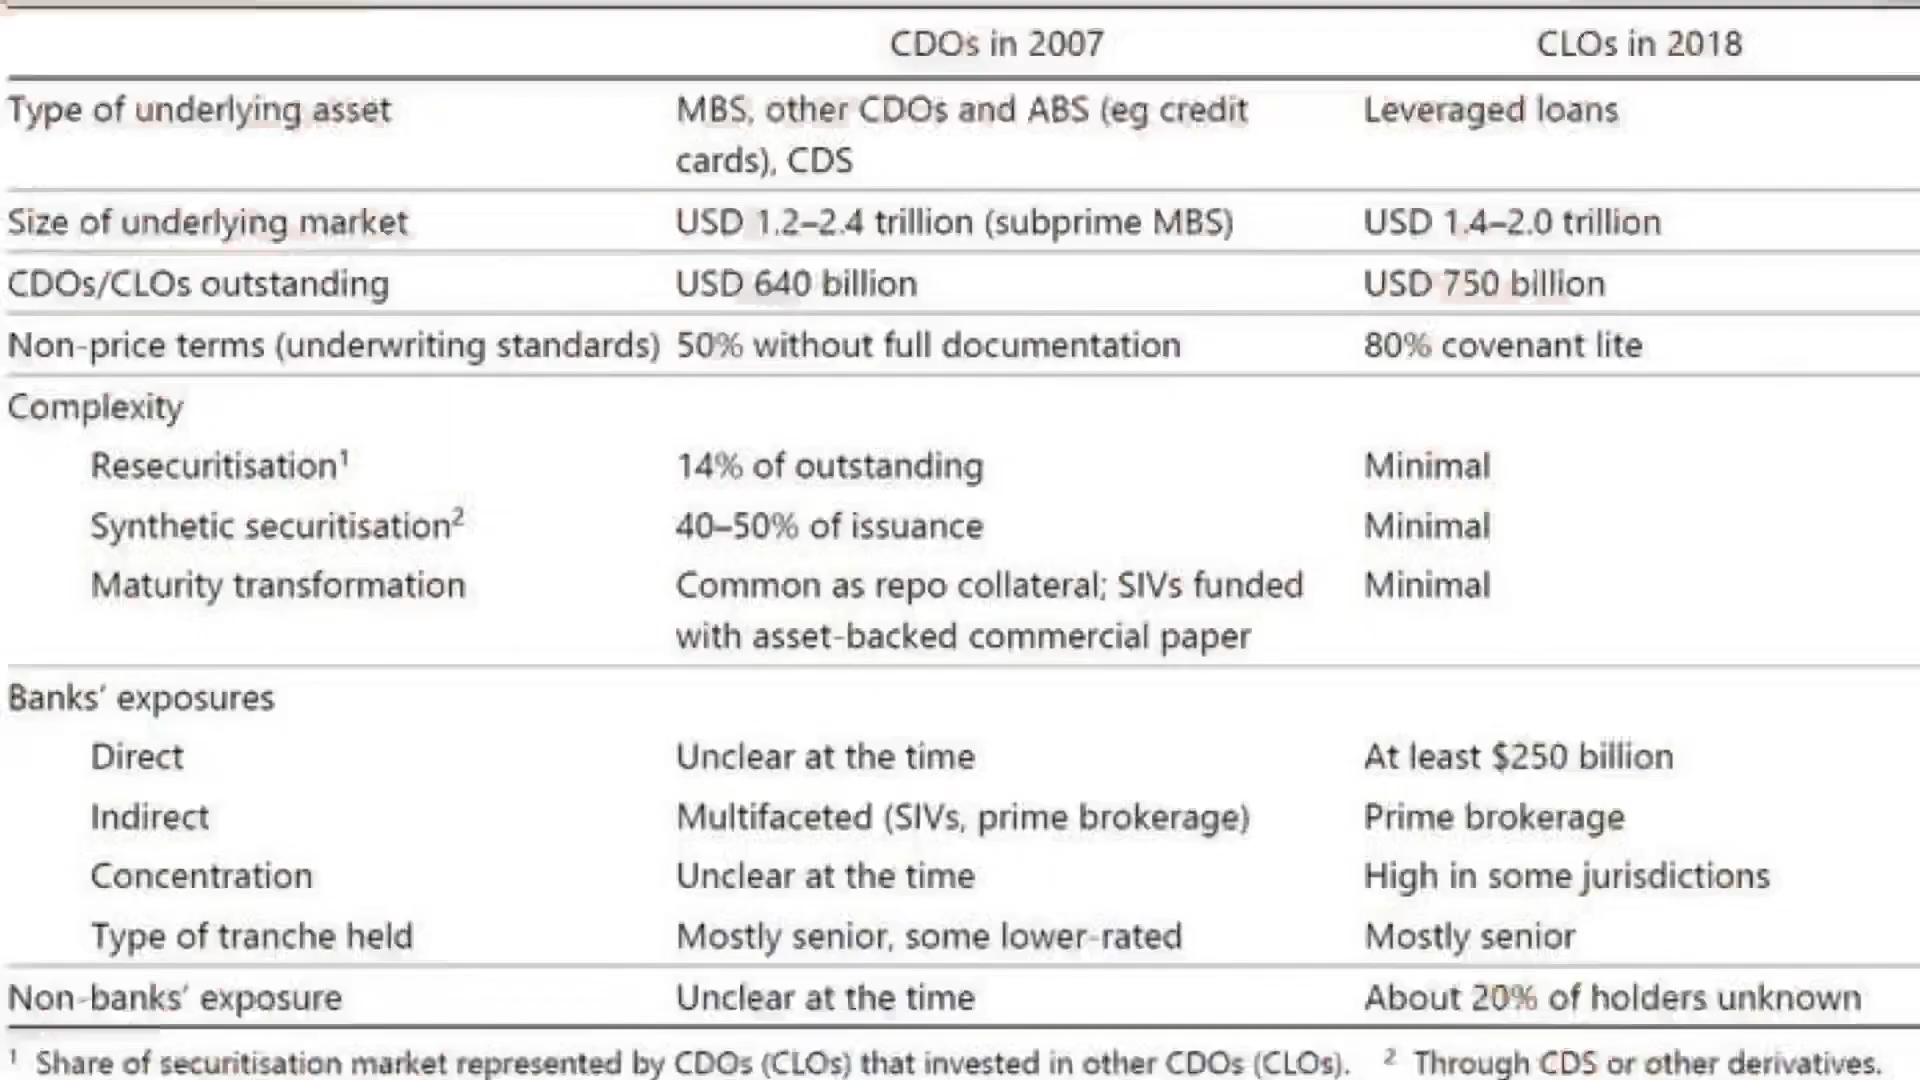 CDOs in 2007 CLOs in 2018
Type of underlying asset MBS, other CDOs and ABS (eg credit Leveraged loans
cards), CDS
Size of underlying market USD 1.2–2.4 trillion (subprime MBS) USD 1.4–2.0 trillion
CDOs/CLOs outstanding USD 640 billion USD 750 billion
Non-price terms (underwriting standards) 50% without full documentation 80% covenant lite
Complexity
Resecuritisation¹ 14% of outstanding Minimal
Synthetic securitisation² 40–50% of issuance Minimal
Maturity transformation Common as repo collateral; SIVs funded Minimal
with asset-backed commercial paper
Banks’ exposures
Direct Unclear at the time At least $250 billion
Indirect Multifaceted (SIVs, prime brokerage) Prime brokerage
Concentration Unclear at the time High in some jurisdictions
Type of tranche held Mostly senior, some lower-rated Mostly senior
Non-banks’ exposure Unclear at the time About 20% of holders unknown
¹ Share of securitisation market represented by CDOs (CLOs) that invested in other CDOs (CLOs). ² Through CDS or other derivatives.